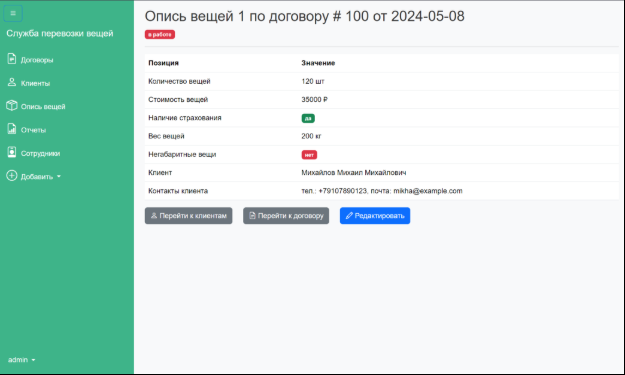 Служба перевозки вещей
Договоры
Клиенты
Опись вещей
Отчеты
Сотрудники
Добавить
admin
Опись вещей 1 по договору # 100 от 2024-05-08
в работе
Позиция Значение
Количество вещей 120 шт
Стоимость вещей 35000 ₽
Наличие страхования да
Вес вещей 200 кг
Негабаритные вещи нет
Клиент Михайлов Михаил Михайлович
Контакты клиента тел.: +79107890123, почта: mikha@example.com
Перейти к клиентам Перейти к договору Редактировать